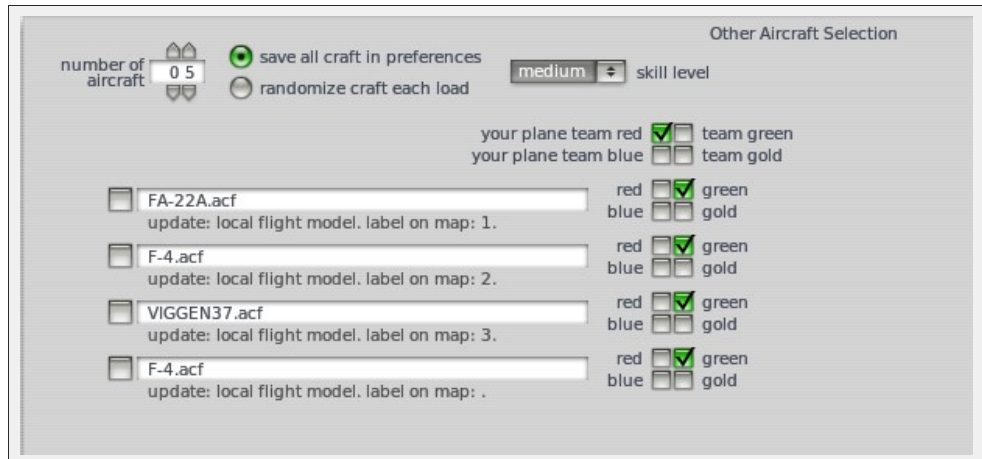 Other Aircraft Selection
number of
aircraft
0 5
save all craft in preferences
randomize craft each load
medium
skill level
your plane team red team green
your plane team blue team gold
FA-22A.acf
update: local flight model. label on map: 1.
red green
blue gold
F-4.acf
update: local flight model. label on map: 2.
red green
blue gold
VIGGEN37.acf
update: local flight model. label on map: 3.
red green
blue gold
F-4.acf
update: local flight model. label on map: .
red green
blue gold